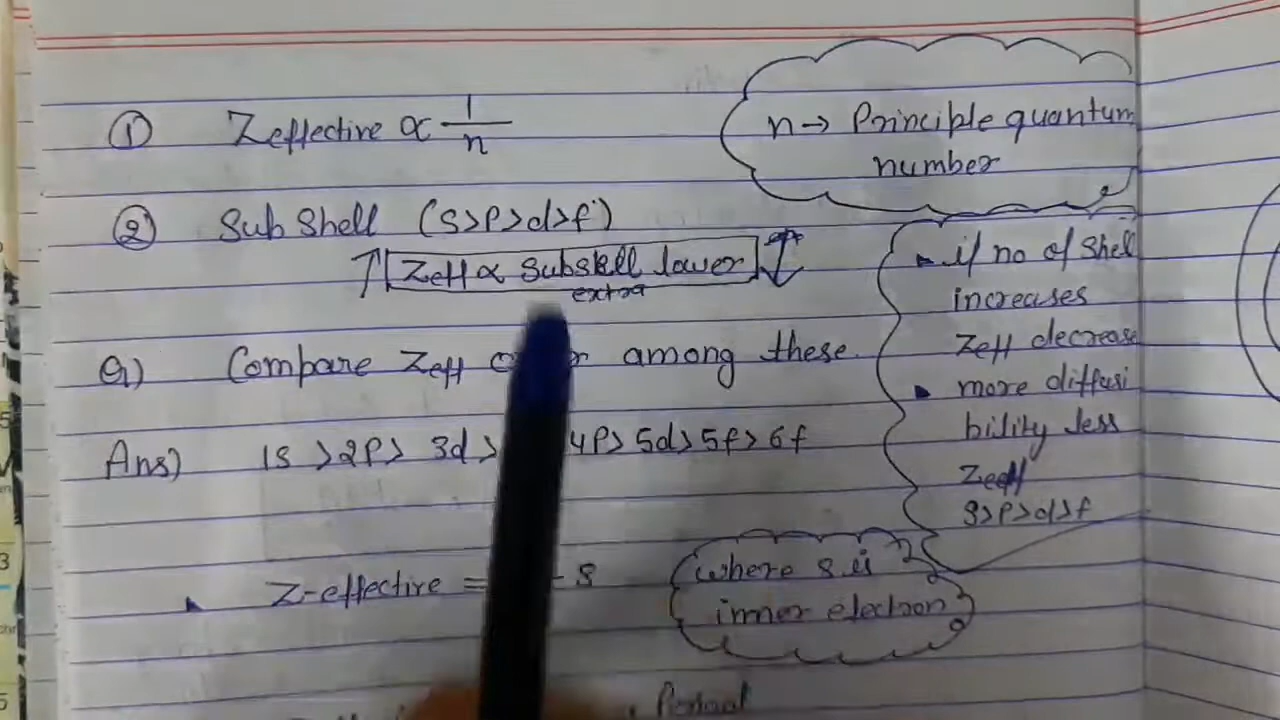 ① Zeffective ∝ 1/n
n → Principle quantum
number
② Sub Shell (s>p>d>f)
↑ Zeff ∝ Subskell lower ↓
extra
if no of shell
increases
Zeff decrease
more diffusi
bility less
Zeff
s>p>d>f
Q) Compare Zeff among these
Ans) 1s >2p> 3d> 4p> 5d>5f>6f
Z-effective = - s
where s is
inner electron